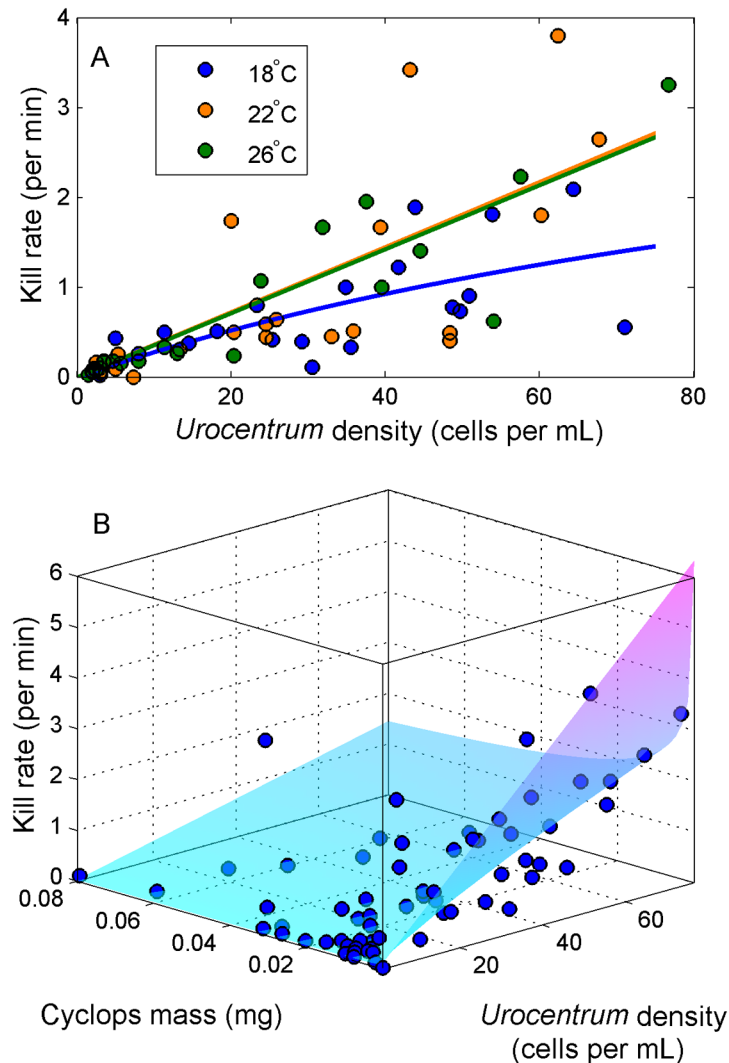 4
A
18°C
22°C
26°C
3
2
1
0
0 20 40 60 80
Kill rate (per min)
Urocentrum density (cells per mL)
B
6
5
4
3
2
1
0
Kill rate (per min)
0.08
0.06
0.04
0.02
20
40
60
Cyclops mass (mg)
Urocentrum density
(cells per mL)